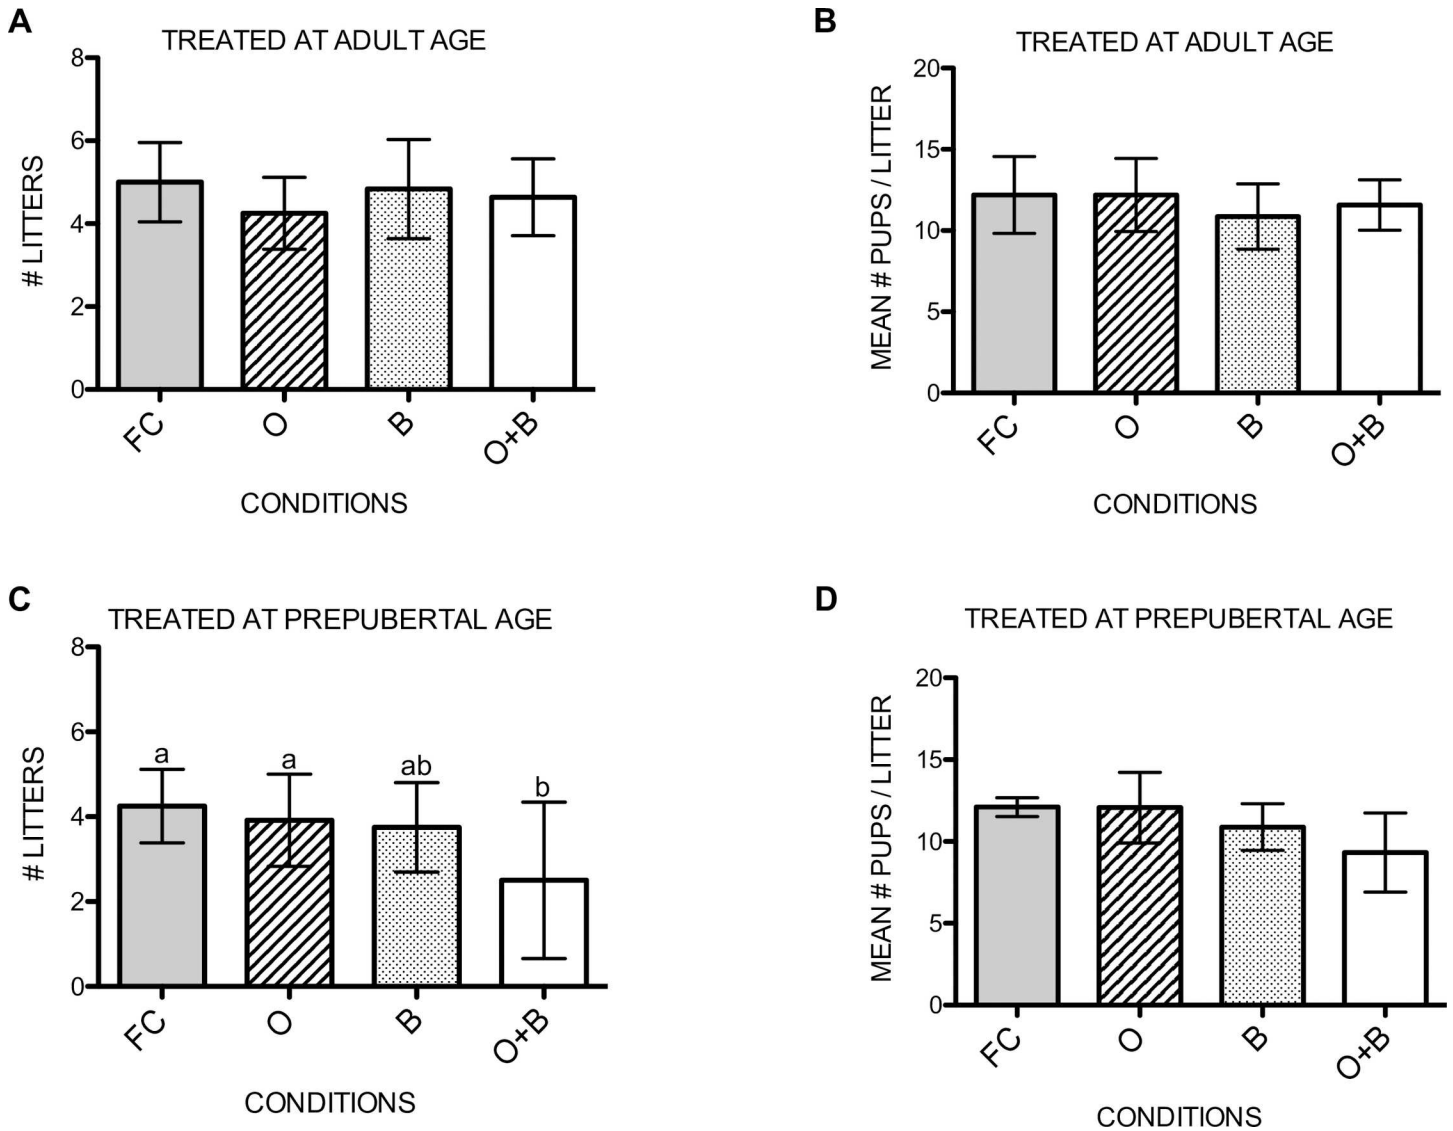 A
TREATED AT ADULT AGE
# LITTERS
8
6
4
2
0
FC
O
B
O+B
CONDITIONS
B
TREATED AT ADULT AGE
MEAN # PUPS / LITTER
20
15
10
5
0
FC
O
B
O+B
CONDITIONS
C
TREATED AT PREPUBERTAL AGE
# LITTERS
8
6
4
2
0
a
a
ab
b
FC
O
B
O+B
CONDITIONS
D
TREATED AT PREPUBERTAL AGE
MEAN # PUPS / LITTER
20
15
10
5
0
FC
O
B
O+B
CONDITIONS